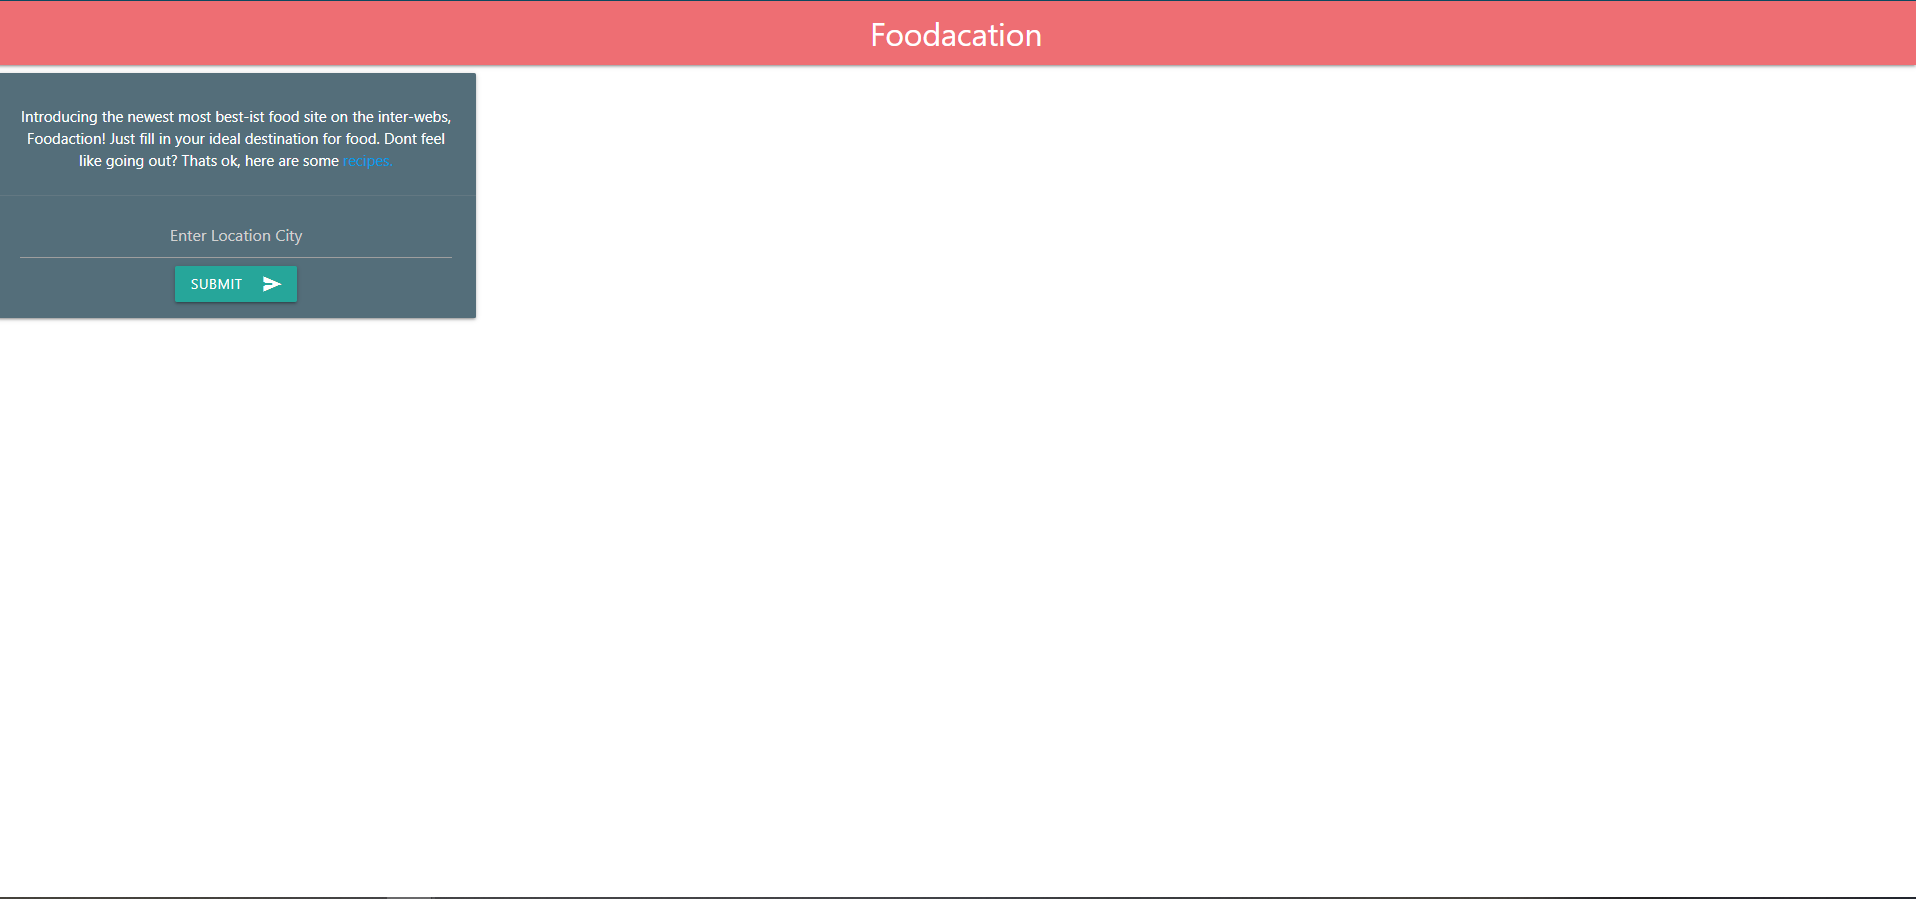 Foodacation
Introducing the newest most best-ist food site on the inter-webs,
Foodaction! Just fill in your ideal destination for food. Dont feel
like going out? Thats ok, here are some recipes.
Enter Location City
SUBMIT